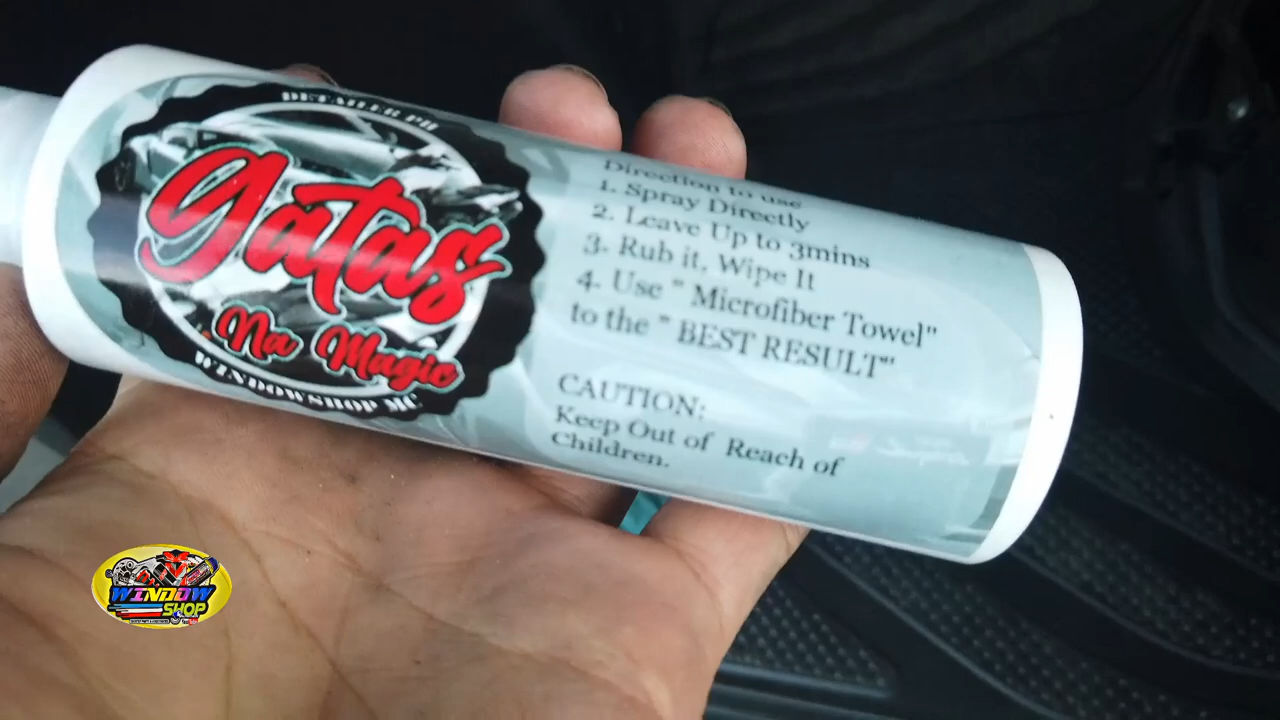 DETAILER PH
gatas
Na Magic
WINDOWSHOP MC
Direction to use
1. Spray Directly
2. Leave Up to 3mins
3. Rub it, Wipe It
4. Use " Microfiber Towel"
to the " BEST RESULT"
CAUTION:
Keep Out of Reach of
Children.
WINDOW
SHOP